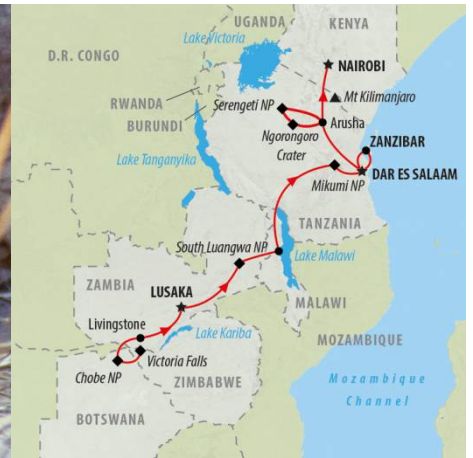 UGANDA
KENYA
Lake Victoria
D.R. CONGO
NAIROBI
RWANDA
Serengeti NP
Mt Kilimanjaro
BURUNDI
Arusha
Ngorongoro
Crater
ZANZIBAR
Lake Tanganyika
Mikumi NP
DAR ES SALAAM
TANZANIA
South Luangwa NP
Lake Malawi
ZAMBIA
LUSAKA
MALAWI
Livingstone
Lake Kariba
MOZAMBIQUE
Victoria Falls
Chobe NP
ZIMBABWE
Mozambique
Channel
BOTSWANA